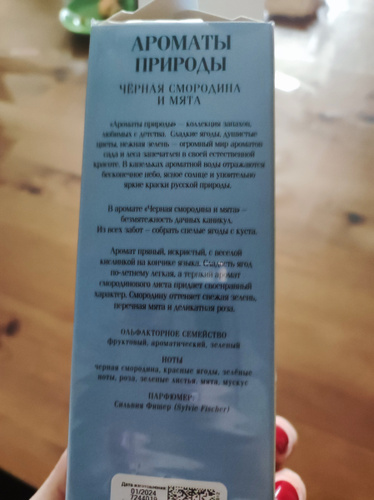 АРОМАТЫ
ПРИРОДЫ
ЧЁРНАЯ СМОРОДИНА
И МЯТА
«Ароматы природы» — коллекция запахов,
любимых с детства. Сладкие ягоды, душистые
цветы, нежная зелень — огромный мир ароматов
сада и леса запечатлен в своей естественной
красоте. В капельках ароматной воды отражаются
бесконечное небо, ясное солнце и упоительно
яркие краски русской природы.
В аромате «Черная смородина и мята» —
безмятежность дачных каникул.
Из всех забот – собрать спелые ягоды с куста.
Аромат пряный, искристый, с веселой
кислинкой на кончике языка. Сладость ягод
по-летнему легкая, а терпкий аромат
смородинового листа придает своенравный
характер. Смородину оттеняет свежая зелень,
перечная мята и деликатная роза.
ОЛЬФАКТОРНОЕ СЕМЕЙСТВО
фруктовый, ароматический, зеленый
НОТЫ
черная смородина, красные ягоды, зелёные
ноты, роза, зеленые листья, мята, мускус
ПАРФЮМЕР:
Сильвия Фишер (Sylvie Fischer)
Дата изготовления
01/2024